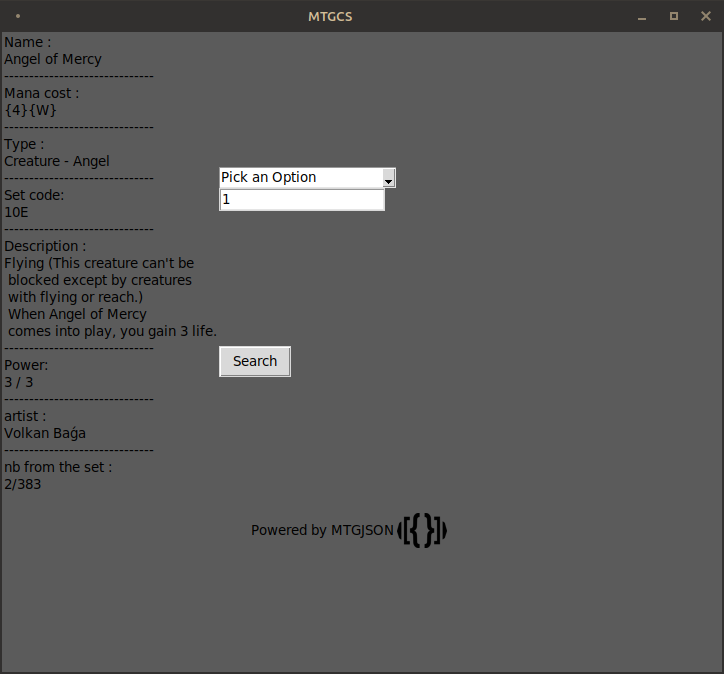 MTGCS
Name :
Angel of Mercy
------------------------------
Mana cost :
{4}{W}
------------------------------
Type :
Creature - Angel
------------------------------
Set code:
10E
------------------------------
Description :
Flying (This creature can't be
blocked except by creatures
with flying or reach.)
When Angel of Mercy
comes into play, you gain 3 life.
------------------------------
Power:
3 / 3
------------------------------
artist :
Volkan Baǵa
------------------------------
nb from the set :
2/383
Pick an Option
1
Search
Powered by MTGJSON